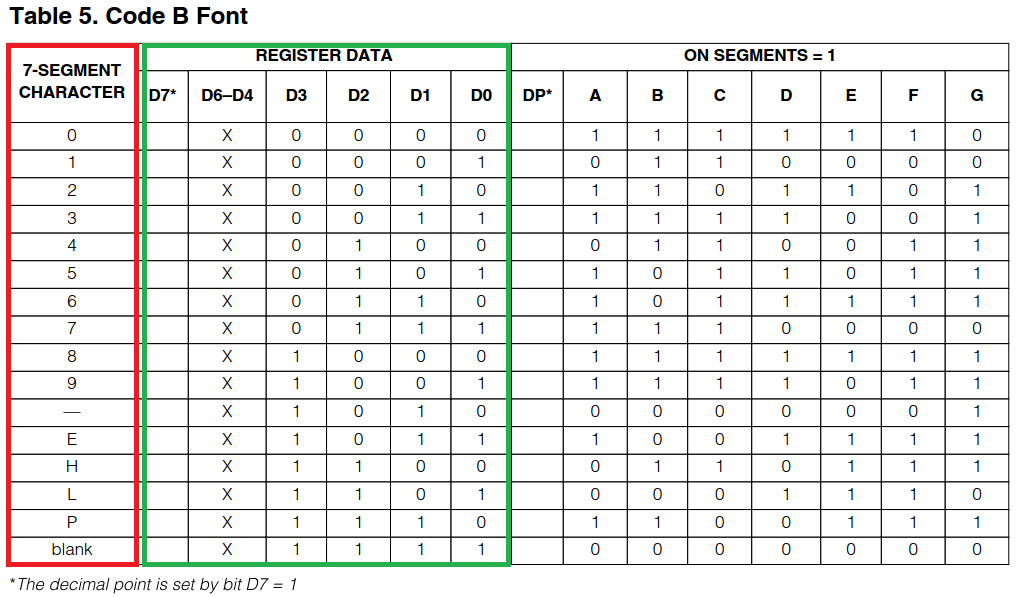 Table 5. Code B Font
7-SEGMENT CHARACTER REGISTER DATA ON SEGMENTS = 1
D7* D6–D4 D3 D2 D1 D0 DP* A B C D E F G
0 X 0 0 0 0 1 1 1 1 1 1 0
1 X 0 0 0 1 0 1 1 0 0 0 0
2 X 0 0 1 0 1 1 0 1 1 0 1
3 X 0 0 1 1 1 1 1 1 0 0 1
4 X 0 1 0 0 0 1 1 0 0 1 1
5 X 0 1 0 1 1 0 1 1 0 1 1
6 X 0 1 1 0 1 0 1 1 1 1 1
7 X 0 1 1 1 1 1 1 0 0 0 0
8 X 1 0 0 0 1 1 1 1 1 1 1
9 X 1 0 0 1 1 1 1 1 0 1 1
— X 1 0 1 0 0 0 0 0 0 0 1
E X 1 0 1 1 1 0 0 1 1 1 1
H X 1 1 0 0 0 1 1 0 1 1 1
L X 1 1 0 1 0 0 0 1 1 1 0
P X 1 1 1 0 1 1 0 0 1 1 1
blank X 1 1 1 1 0 0 0 0 0 0 0
*The decimal point is set by bit D7 = 1